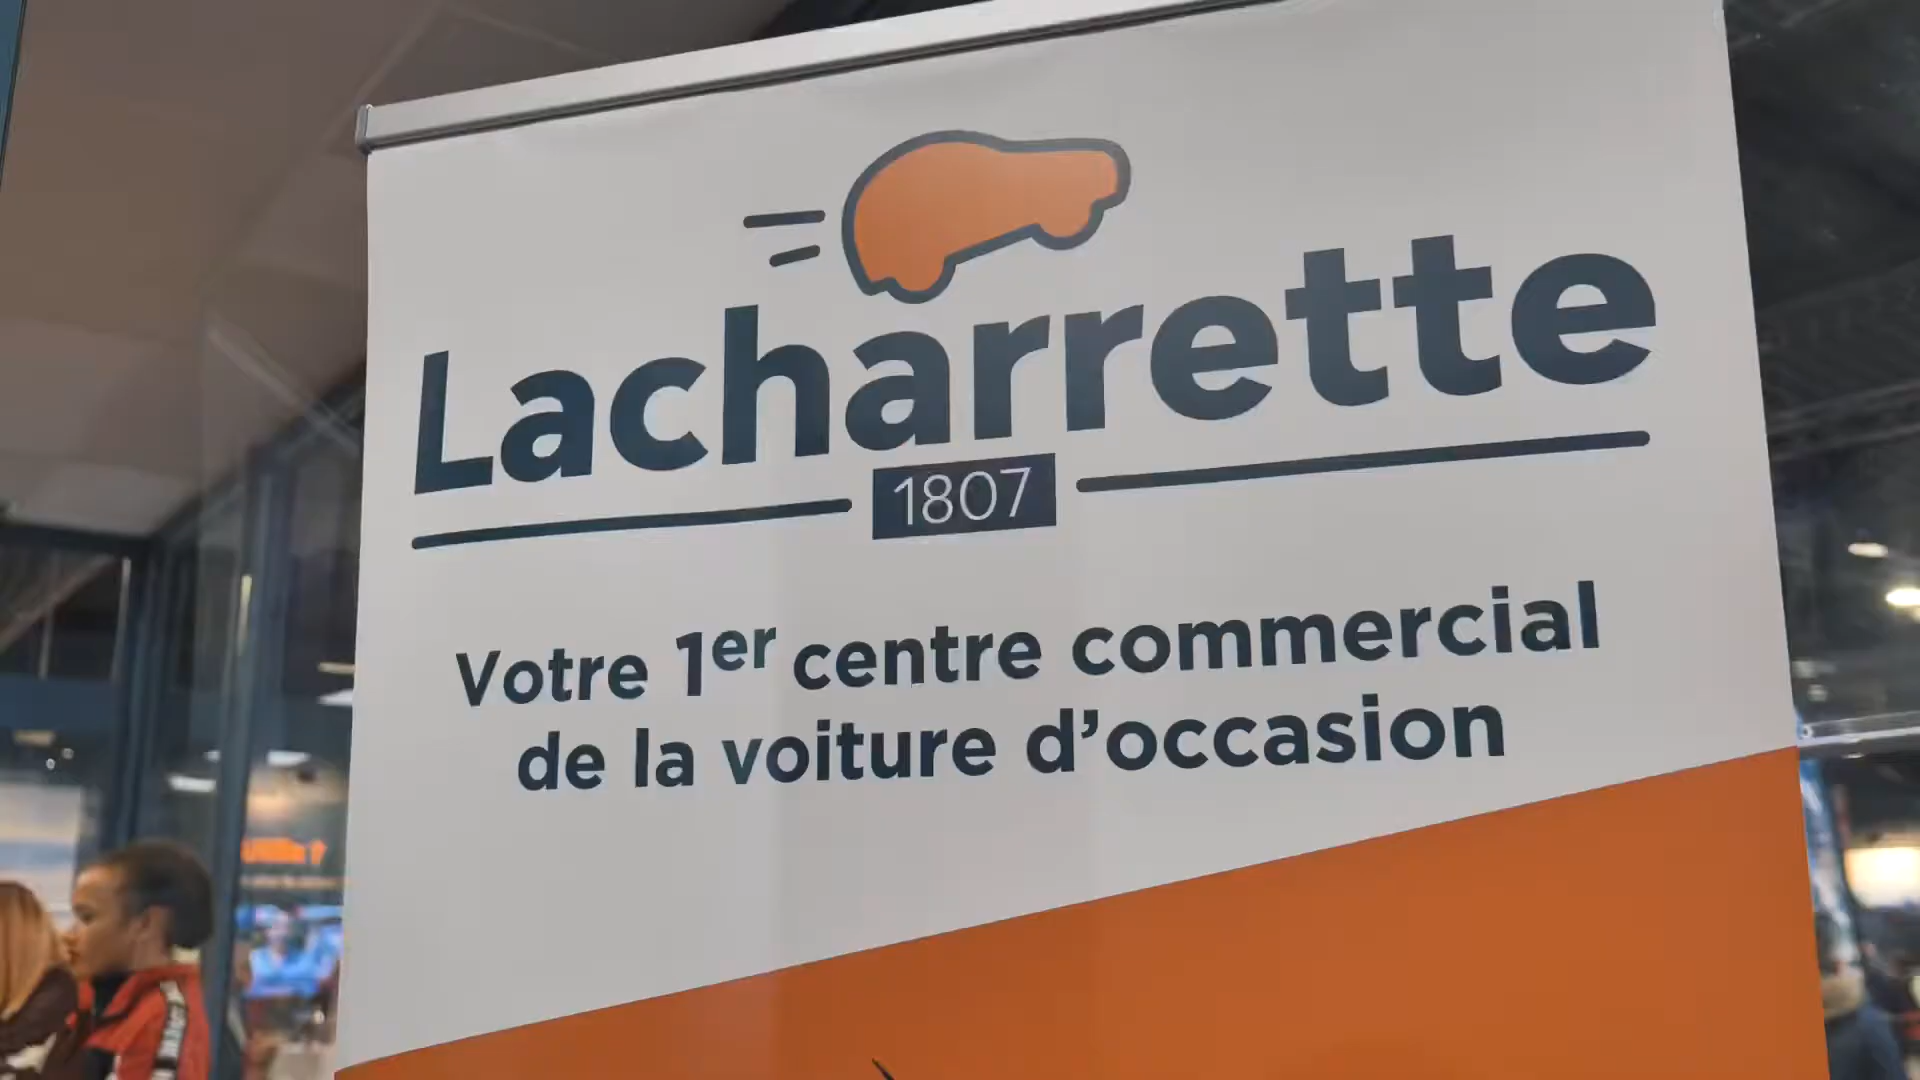 Lacharrette
1807
Votre 1er centre commercial
de la voiture d'occasion